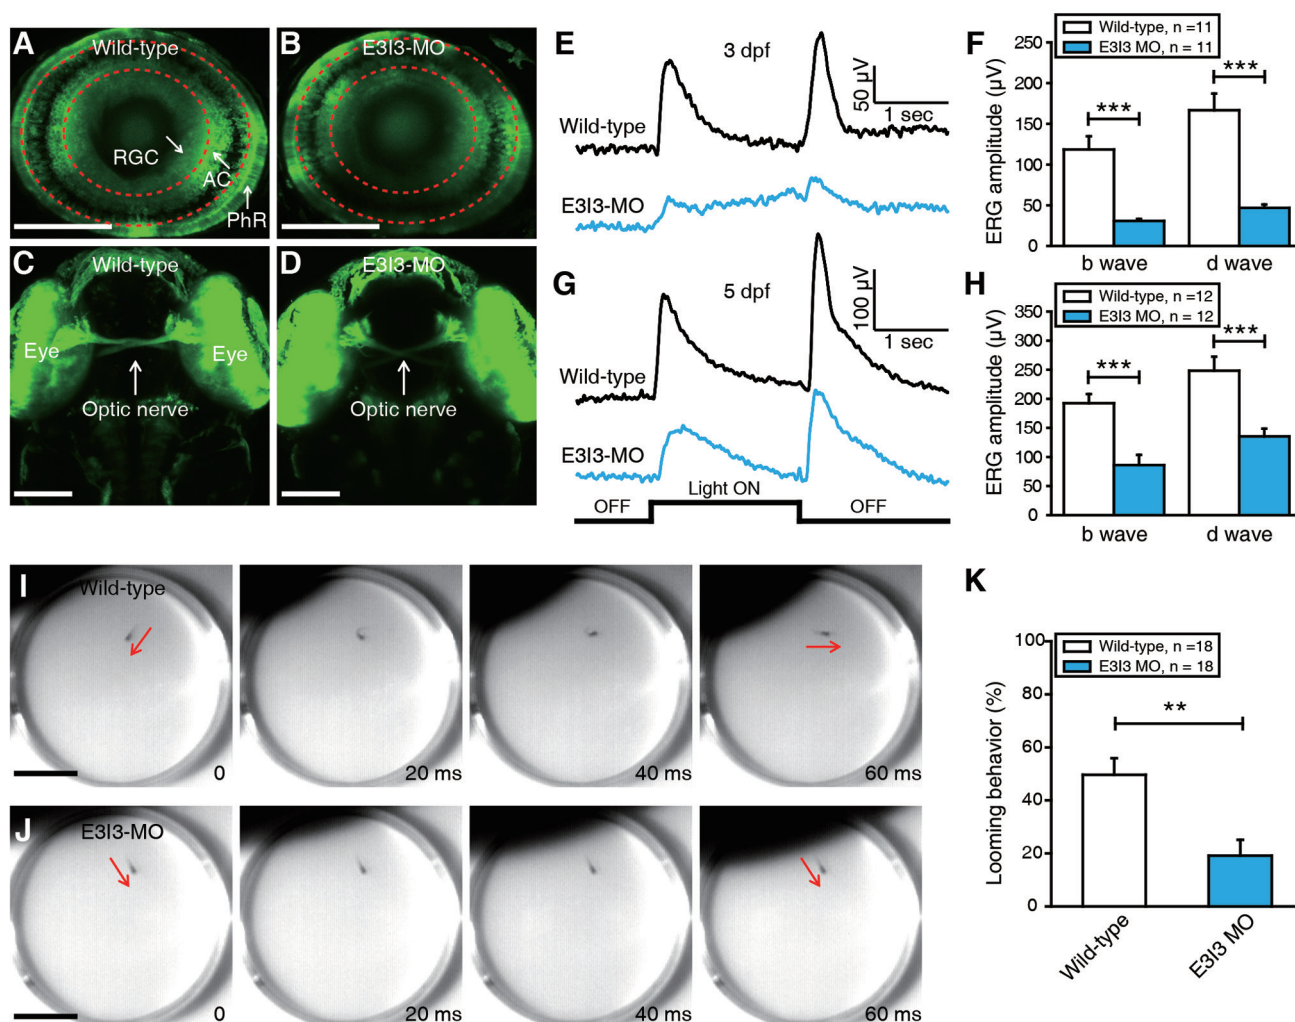 A
Wild-type
RGC
AC
PhR
B
E3I3-MO
C
Wild-type
Eye
Eye
Optic nerve
D
E3I3-MO
Optic nerve
E
3 dpf
50 μV
1 sec
Wild-type
E3I3-MO
F
Wild-type, n =11
E3I3 MO, n = 11
ERG amplitude (μV)
250
200
150
100
50
0
***
***
b wave
d wave
G
5 dpf
100 μV
1 sec
Wild-type
E3I3-MO
Light ON
OFF
OFF
H
Wild-type, n =12
E3I3 MO, n =12
ERG amplitude (μV)
350
300
250
200
150
100
50
0
***
***
b wave
d wave
I
Wild-type
0
20 ms
40 ms
60 ms
J
E3I3-MO
0
20 ms
40 ms
60 ms
K
Wild-type, n =18
E3I3 MO, n = 18
Looming behavior (%)
100
80
60
40
20
0
**
Wild-type
E3I3 MO